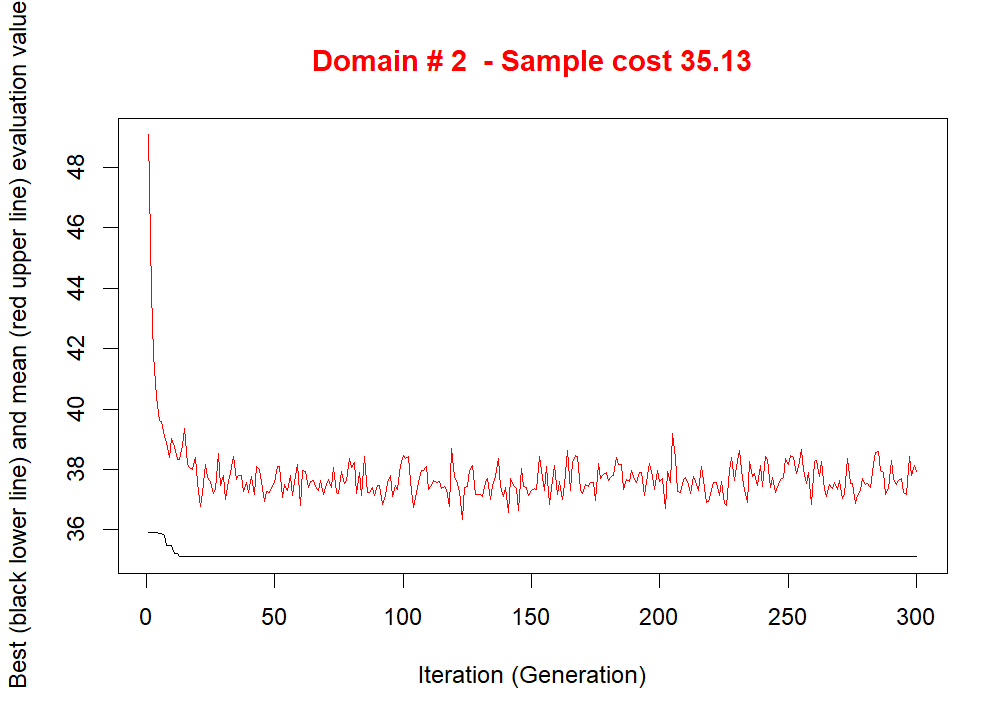 Domain # 2 - Sample cost 35.13
Best (black lower line) and mean (red upper line) evaluation value
48
46
44
42
40
38
36
0 50 100 150 200 250 300
Iteration (Generation)